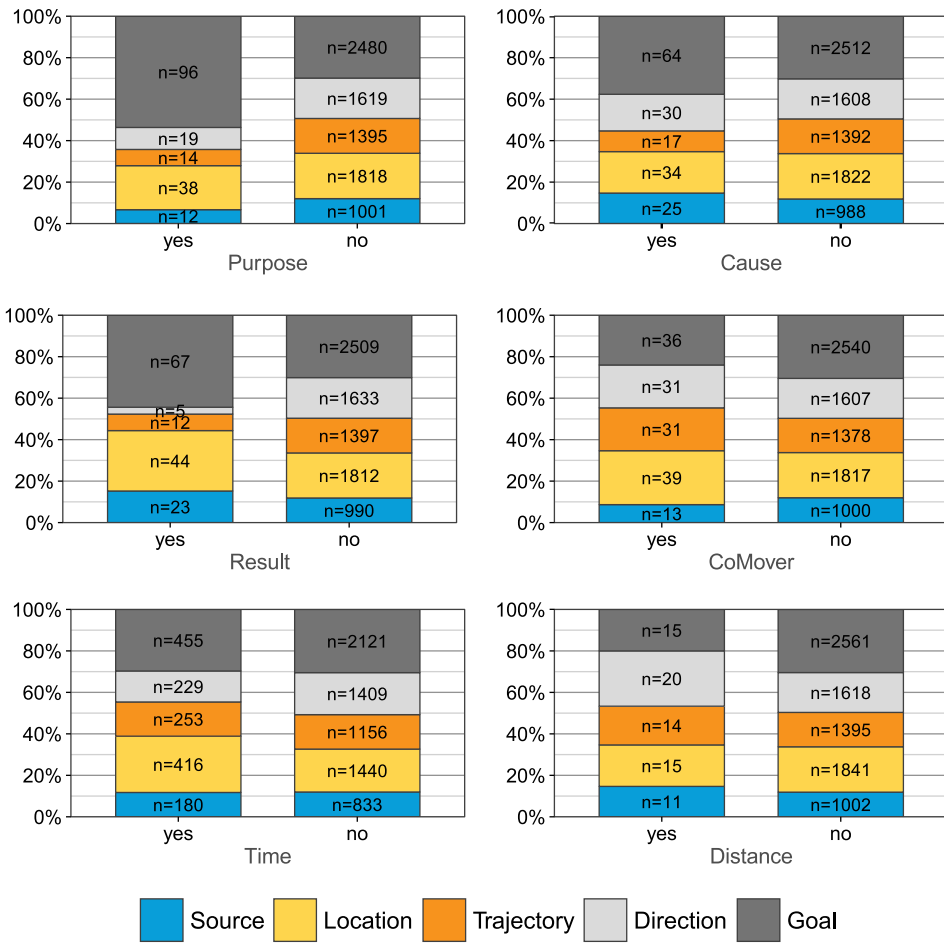 100%
80%
60%
40%
20%
0%
n=96
n=19
n=14
n=38
n=12
n=2480
n=1619
n=1395
n=1818
n=1001
yes
no
Purpose
100%
80%
60%
40%
20%
0%
n=64
n=30
n=17
n=34
n=25
n=2512
n=1608
n=1392
n=1822
n=988
yes
no
Cause
100%
80%
60%
40%
20%
0%
n=67
n=5
n=12
n=44
n=23
n=2509
n=1633
n=1397
n=1812
n=990
yes
no
Result
100%
80%
60%
40%
20%
0%
n=36
n=31
n=31
n=39
n=13
n=2540
n=1607
n=1378
n=1817
n=1000
yes
no
CoMover
100%
80%
60%
40%
20%
0%
n=455
n=229
n=253
n=416
n=180
n=2121
n=1409
n=1156
n=1440
n=833
yes
no
Time
100%
80%
60%
40%
20%
0%
n=15
n=20
n=14
n=15
n=11
n=2561
n=1618
n=1395
n=1841
n=1002
yes
no
Distance
Source Location Trajectory Direction Goal